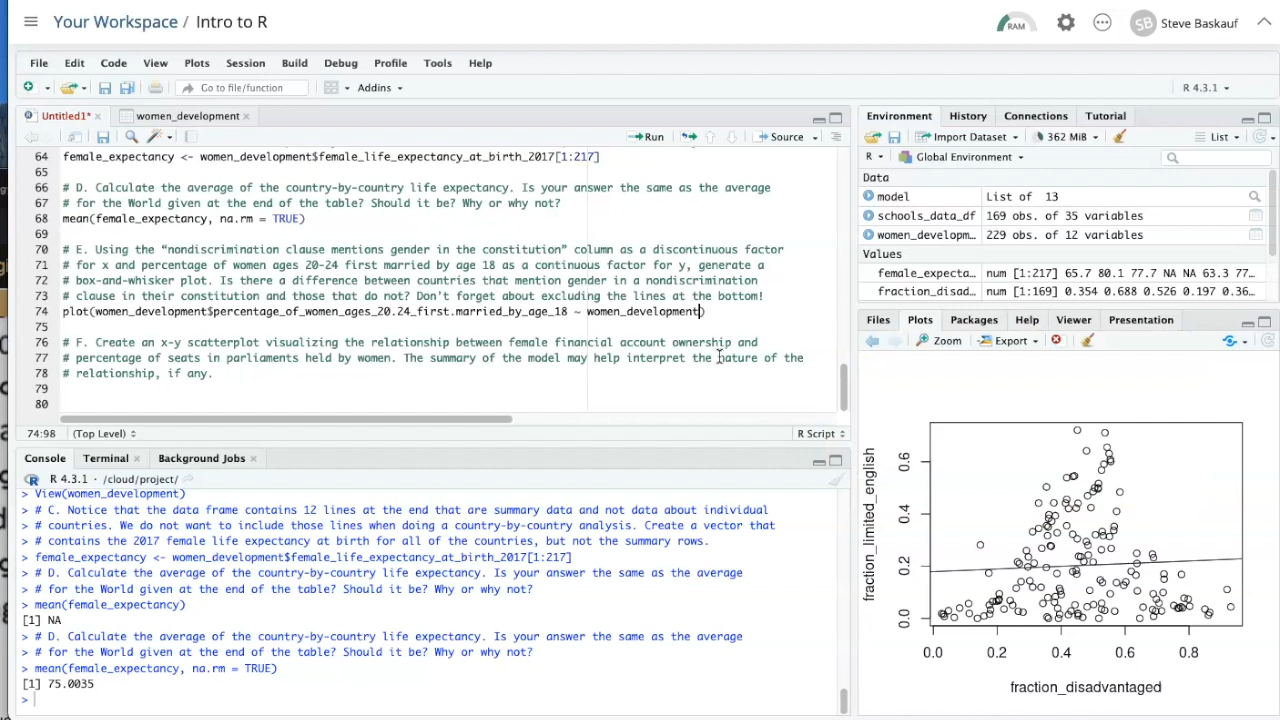 Your Workspace / Intro to R
RAM
SB Steve Baskauf
File Edit Code View Plots Session Build Debug Profile Tools Help
Go to file/function Addins R 4.3.1
Untitled1* women_development
Run Source
64 female_expectancy <- women_development$female_life_expectancy_at_birth_2017[1:217]
65
66 # D. Calculate the average of the country-by-country life expectancy. Is your answer the same as the average
67 # for the World given at the end of the table? Should it be? Why or why not?
68 mean(female_expectancy, na.rm = TRUE)
69
70 # E. Using the “nondiscrimination clause mentions gender in the constitution” column as a discontinuous factor
71 # for x and percentage of women ages 20-24 first married by age 18 as a continuous factor for y, generate a
72 # box-and-whisker plot. Is there a difference between countries that mention gender in a nondiscrimination
73 # clause in their constitution and those that do not? Don’t forget about excluding the lines at the bottom!
74 plot(women_development$percentage_of_women_ages_20.24_first.married_by_age_18 ~ women_development)
75
76 # F. Create an x-y scatterplot visualizing the relationship between female financial account ownership and
77 # percentage of seats in parliaments held by women. The summary of the model may help interpret the nature of the
78 # relationship, if any.
79
80
74:98 (Top Level) R Script
Console Terminal Background Jobs
R 4.3.1 · /cloud/project/
> View(women_development)
> # C. Notice that the data frame contains 12 lines at the end that are summary data and not data about individual
> # countries. We do not want to include those lines when doing a country-by-country analysis. Create a vector that
> # contains the 2017 female life expectancy at birth for all of the countries, but not the summary rows.
> female_expectancy <- women_development$female_life_expectancy_at_birth_2017[1:217]
> # D. Calculate the average of the country-by-country life expectancy. Is your answer the same as the average
> # for the World given at the end of the table? Should it be? Why or why not?
> mean(female_expectancy)
[1] NA
> # D. Calculate the average of the country-by-country life expectancy. Is your answer the same as the average
> # for the World given at the end of the table? Should it be? Why or why not?
> mean(female_expectancy, na.rm = TRUE)
[1] 75.0035
>
Environment History Connections Tutorial
Import Dataset 362 MiB List
R Global Environment
Data
model List of 13
schools_data_df 169 obs. of 35 variables
women_developm… 229 obs. of 12 variables
Values
female_expecta… num [1:217] 65.7 80.1 77.7 NA NA 63.3 77…
fraction_disad… num [1:169] 0.354 0.688 0.526 0.197 0.36…
Files Plots Packages Help Viewer Presentation
Zoom Export
fraction_limited_english
0.6
0.4
0.2
0.0
0.0 0.2 0.4 0.6 0.8
fraction_disadvantaged